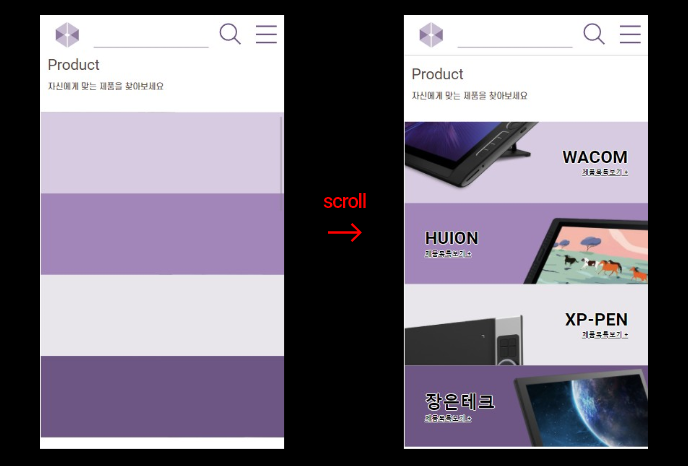 Product
자신에게 맞는 제품을 찾아보세요
scroll
Product
자신에게 맞는 제품을 찾아보세요
WACOM
제품목록보기 +
HUION
제품목록보기 +
XP-PEN
제품목록보기 +
장은테크
제품목록보기 +